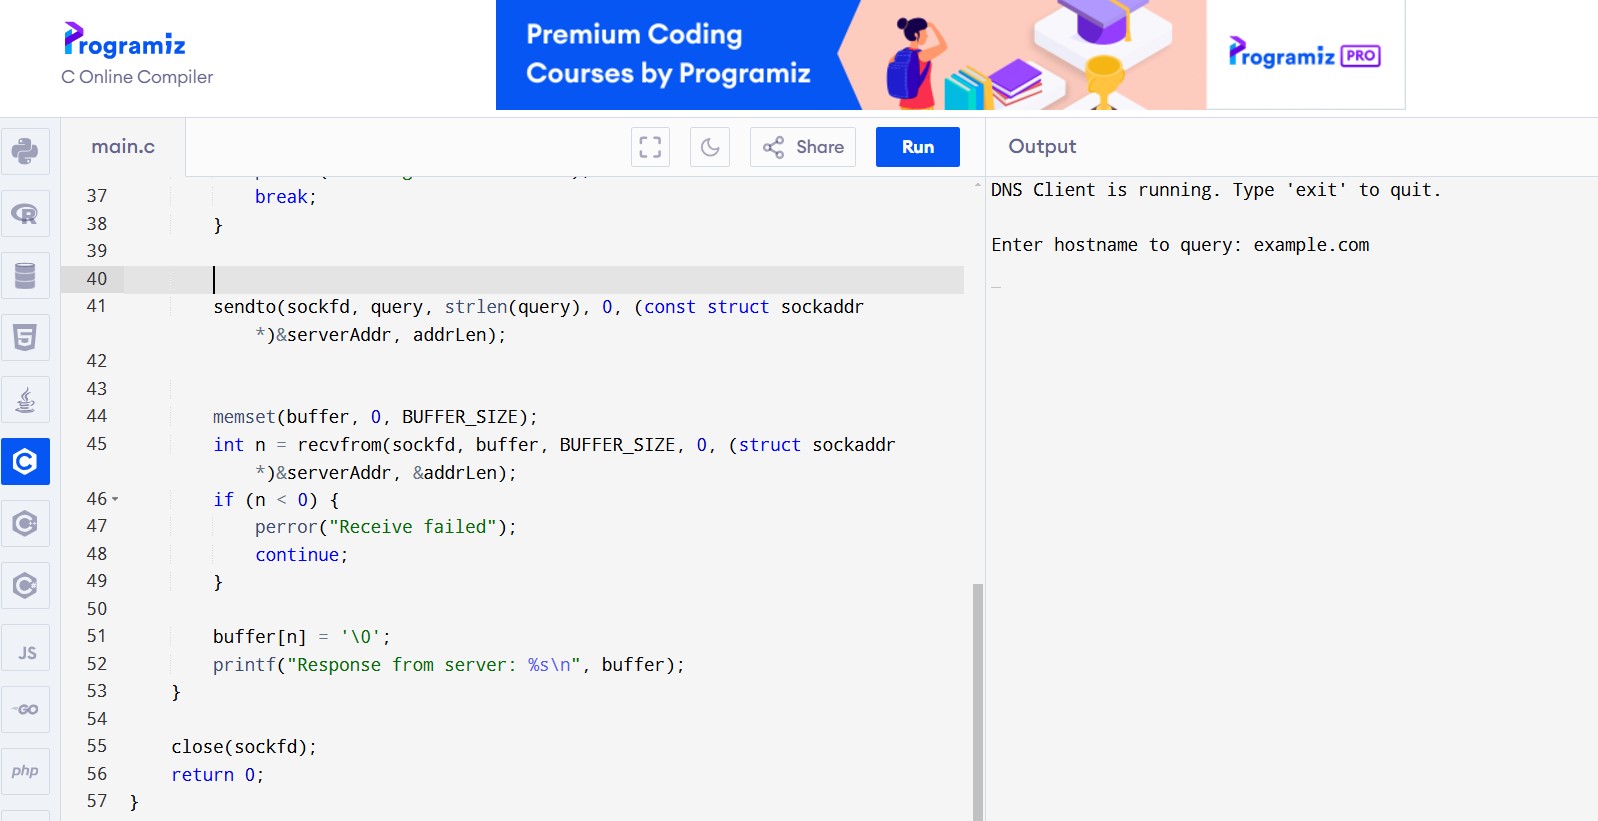 Programiz
C Online Compiler
Premium Coding
Courses by Programiz
Programiz PRO
main.c
Share
Run
Output
37 break;
38 }
39
40
41 sendto(sockfd, query, strlen(query), 0, (const struct sockaddr
*)&serverAddr, addrLen);
42
43
44 memset(buffer, 0, BUFFER_SIZE);
45 int n = recvfrom(sockfd, buffer, BUFFER_SIZE, 0, (struct sockaddr
*)&serverAddr, &addrLen);
46 if (n < 0) {
47 perror("Receive failed");
48 continue;
49 }
50
51 buffer[n] = '\0';
52 printf("Response from server: %s\n", buffer);
53 }
54
55 close(sockfd);
56 return 0;
57 }
DNS Client is running. Type 'exit' to quit.
Enter hostname to query: example.com
_
R
5
C
C
C
JS
GO
php